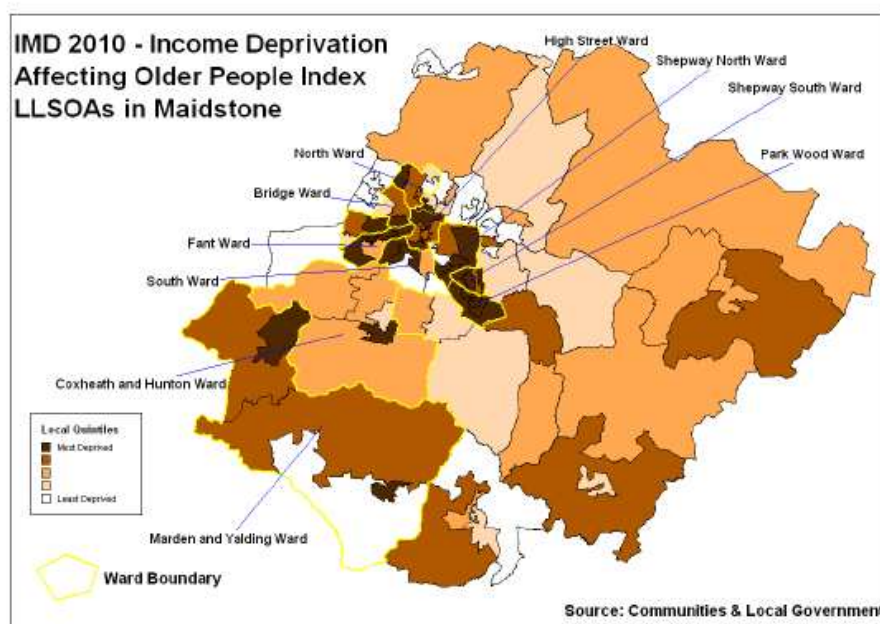 IMD 2010 - Income Deprivation
Affecting Older People Index
LLSOAs in Maidstone
High Street Ward
Shepway North Ward
Shepway South Ward
Park Wood Ward
North Ward
Bridge Ward
Fant Ward
South Ward
Coxheath and Hunton Ward
Local Quintiles
Most Deprived
Least Deprived
Marden and Yalding Ward
Ward Boundary
Source: Communities & Local Government